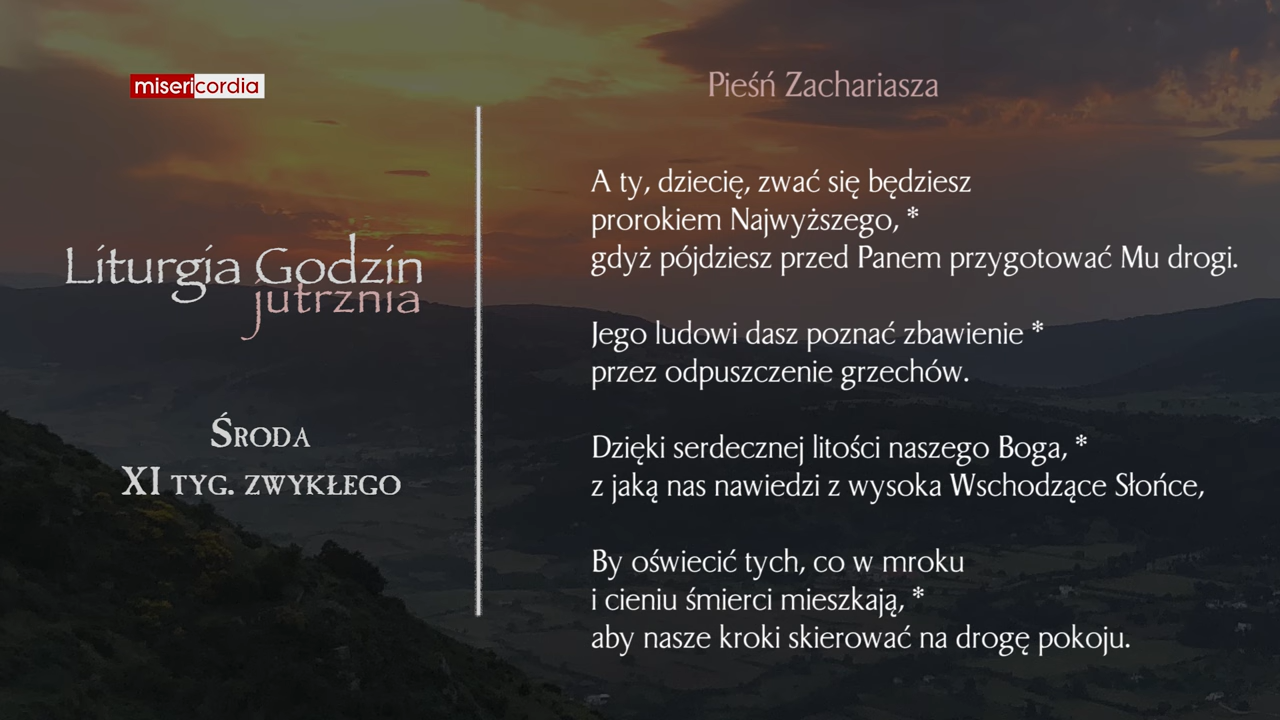 misericordia
Liturgia Godzin
jutrznia
Środa
XI tyg. zwykłego
Pieśń Zachariasza
A ty, dziecię, zwać się będziesz
prorokiem Najwyższego, *
gdyż pójdziesz przed Panem przygotować Mu drogi.
Jego ludowi dasz poznać zbawienie *
przez odpuszczenie grzechów.
Dzięki serdecznej litości naszego Boga, *
z jaką nas nawiedzi z wysoka Wschodzące Słońce,
By oświecić tych, co w mroku
i cieniu śmierci mieszkają, *
aby nasze kroki skierować na drogę pokoju.